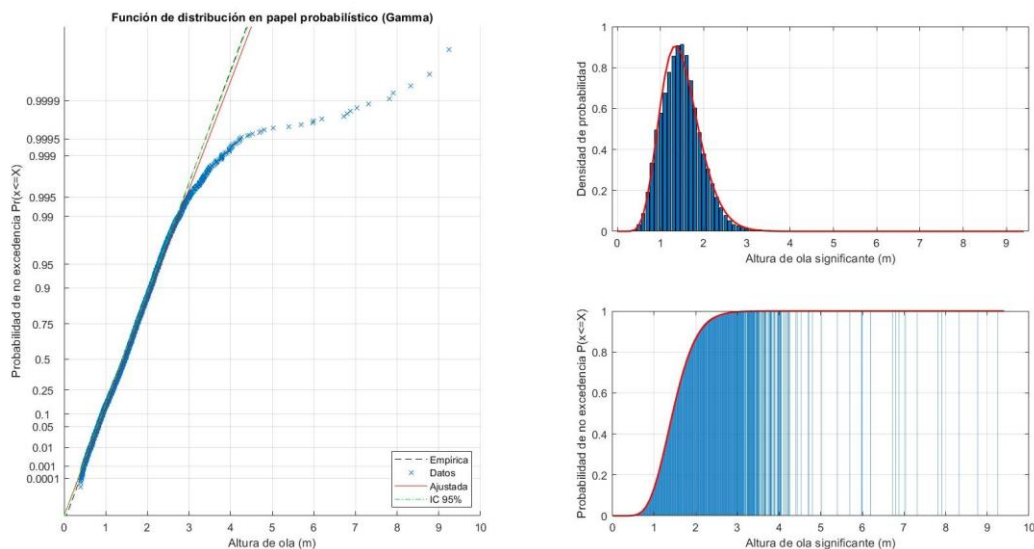 Función de distribución en papel probabilístico (Gamma)
Probabilidad de no excedencia Pr(x<=X)
0.9999
0.9995
0.999
0.995
0.99
0.95
0.9
0.75
0.5
0.25
0.1
0.05
0.01
0.001
0.0001
0 1 2 3 4 5 6 7 8 9 10
Altura de ola (m)
Empirica
Datos
Ajustada
IC 95%
Densidad de probabilidad
1
0.8
0.6
0.4
0.2
0
0 1 2 3 4 5 6 7 8 9
Altura de ola significante (m)
Probabilidad de no excedencia P(x<=X)
1
0.8
0.6
0.4
0.2
0
0 1 2 3 4 5 6 7 8 9 10
Altura de ola significante (m)